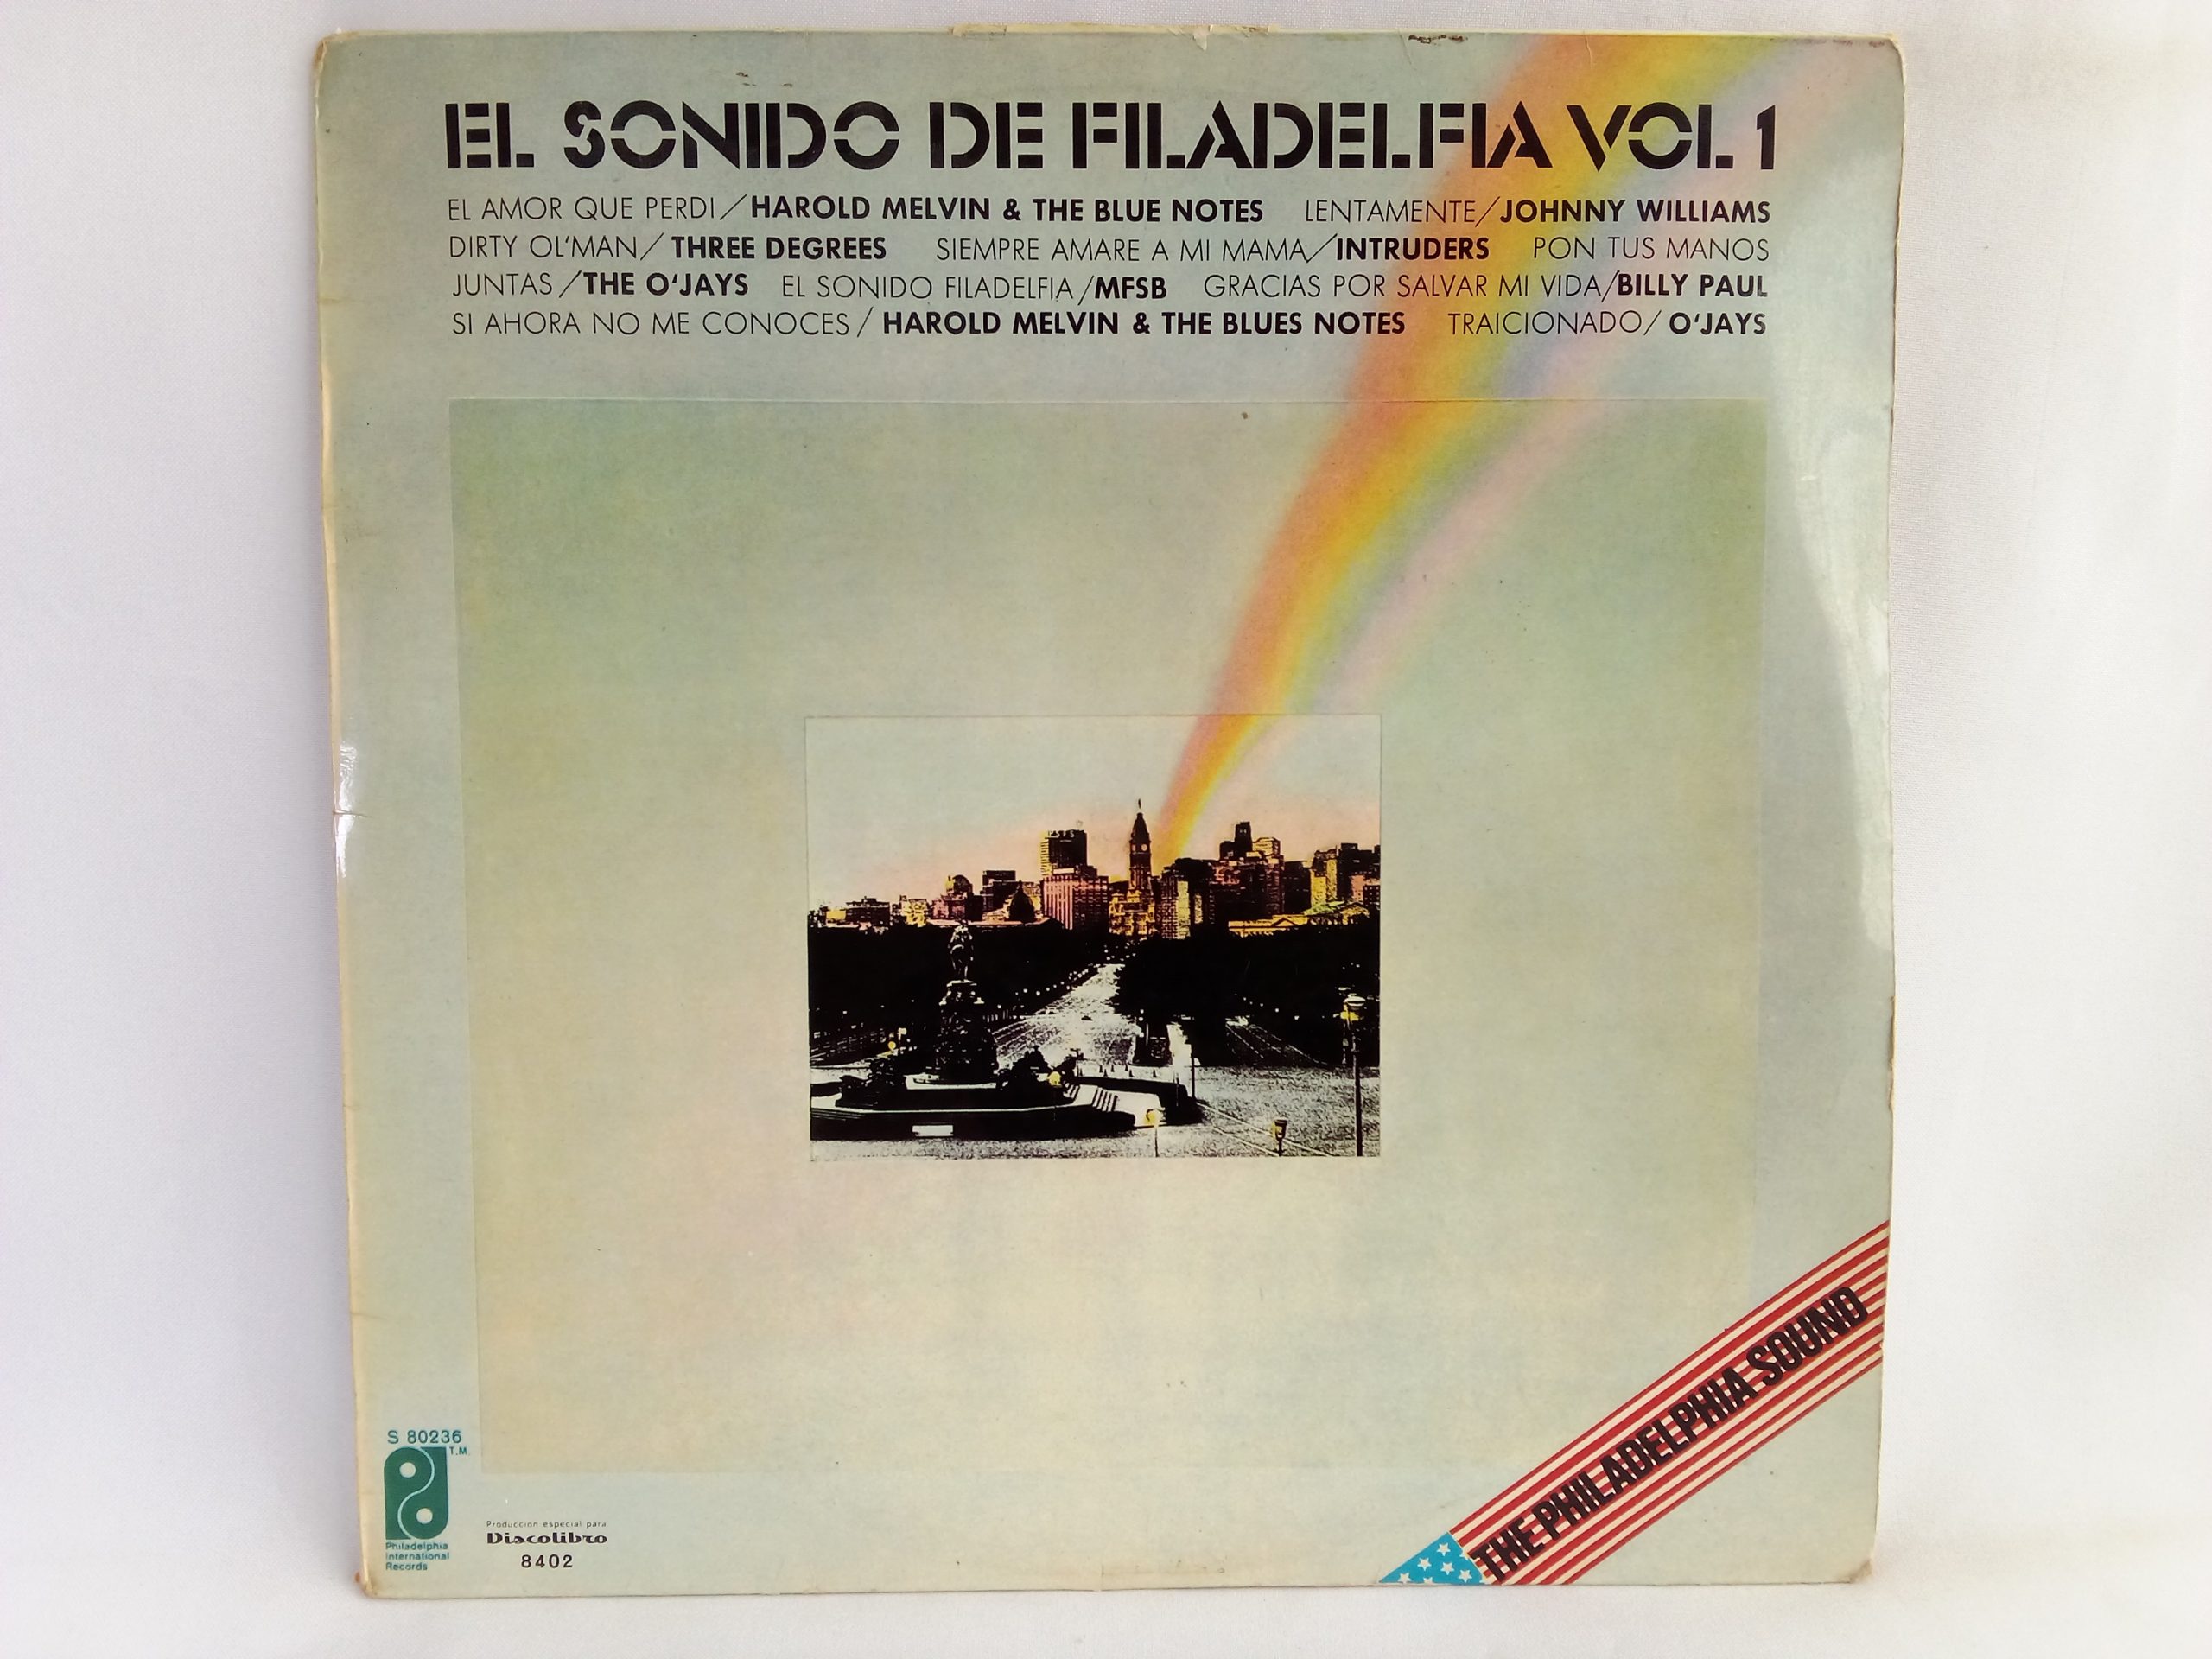 EL SONIDO DE FILADELFIA VOL.1
EL AMOR QUE PERDI/HAROLD MELVIN & THE BLUE NOTES LENTAMENTE/JOHNNY WILLIAMS
DIRTY OL'MAN/THREE DEGREES SIEMPRE AMARE A MI MAMA/INTRUDERS PON TUS MANOS
JUNTAS/THE O'JAYS EL SONIDO FILADELFIA/MFSB GRACIAS POR SALVAR MI VIDA/BILLY PAUL
SI AHORA NO ME CONOCES/HAROLD MELVIN & THE BLUES NOTES TRAICIONADO/O'JAYS
THE PHILADELPHIA SOUND
S 80236
T.M.
Philadelphia
International
Records
Produccion especial para
Discolibro
8402